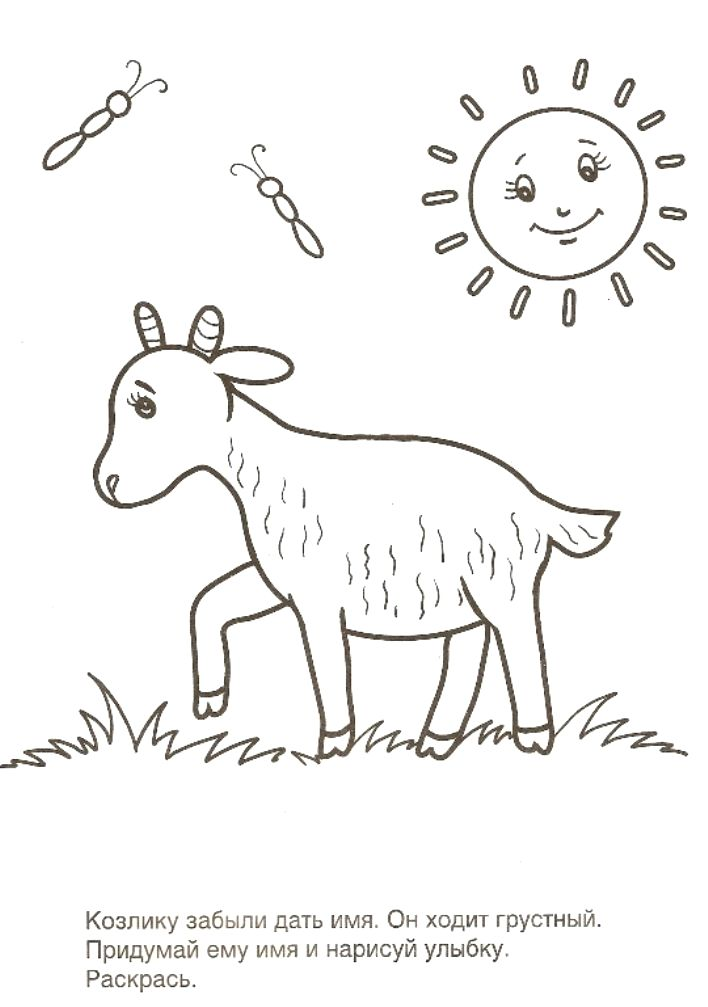 Козлику забыли дать имя. Он ходит грустный.
Придумай ему имя и нарисуй улыбку.
Раскрась.